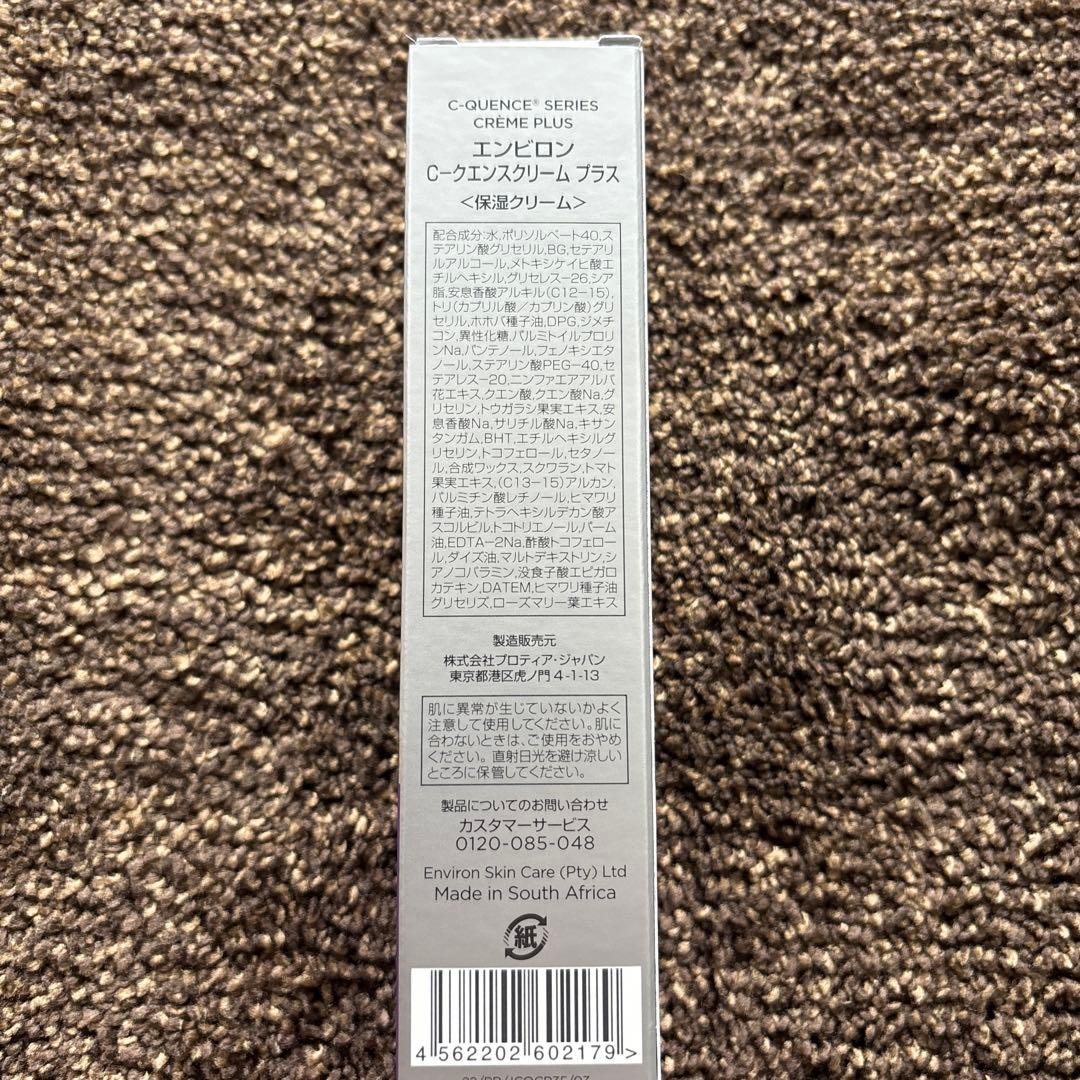 C-QUENCE® SERIES
CRÈME PLUS
エンビロン
C-クエンスクリーム プラス
<保湿クリーム>
配合成分:水,ポリソルベート40,ス
テアリン酸グリセリル,BG,セテアリ
ルアルコール,メトキシケイヒ酸エ
チルヘキシル,グリセレス-26,シア
脂,安息香酸アルキル(C12-15),
トリ(カプリル酸/カプリン酸)グリ
セリル,ホホバ種子油,DPG,ジメチ
コン,異性化糖,パルミトイルプロリ
ンNa,パンテノール,フェノキシエタ
ノール,ステアリン酸PEG-40,セ
テアレス-20,ニンファエアアルバ
花エキス,クエン酸,クエン酸Na,グ
リセリン,トウガラシ果実エキス,安
息香酸Na,サリチル酸Na,キサン
タンガム,BHT,エチルヘキシルグ
リセリン,トコフェロール,セタノー
ル,合成ワックス,スクワラン,トマト
果実エキス,(C13-15)アルカン,
パルミチン酸レチノール,ヒマワリ
種子油,テトラヘキシルデカン酸ア
スコルビル,トコトリエノール,パーム
油,EDTA-2Na,酢酸トコフェロー
ル,ダイズ油,マルトデキストリン,シ
アノコバラミン,没食子酸エピガロ
カテキン,DATEM,ヒマワリ種子油
グリセリズ,ローズマリー葉エキス
製造販売元
株式会社プロティア・ジャパン
東京都港区虎ノ門 4-1-13
肌に異常が生じていないかよく
注意して使用してください。肌に
合わないときは、ご使用をおやめ
ください。直射日光を避け涼しい
ところに保管してください。
製品についてのお問い合わせ
カスタマーサービス
0120-085-048
Environ Skin Care (Pty) Ltd
Made in South Africa
紙
4 562202 602179 >